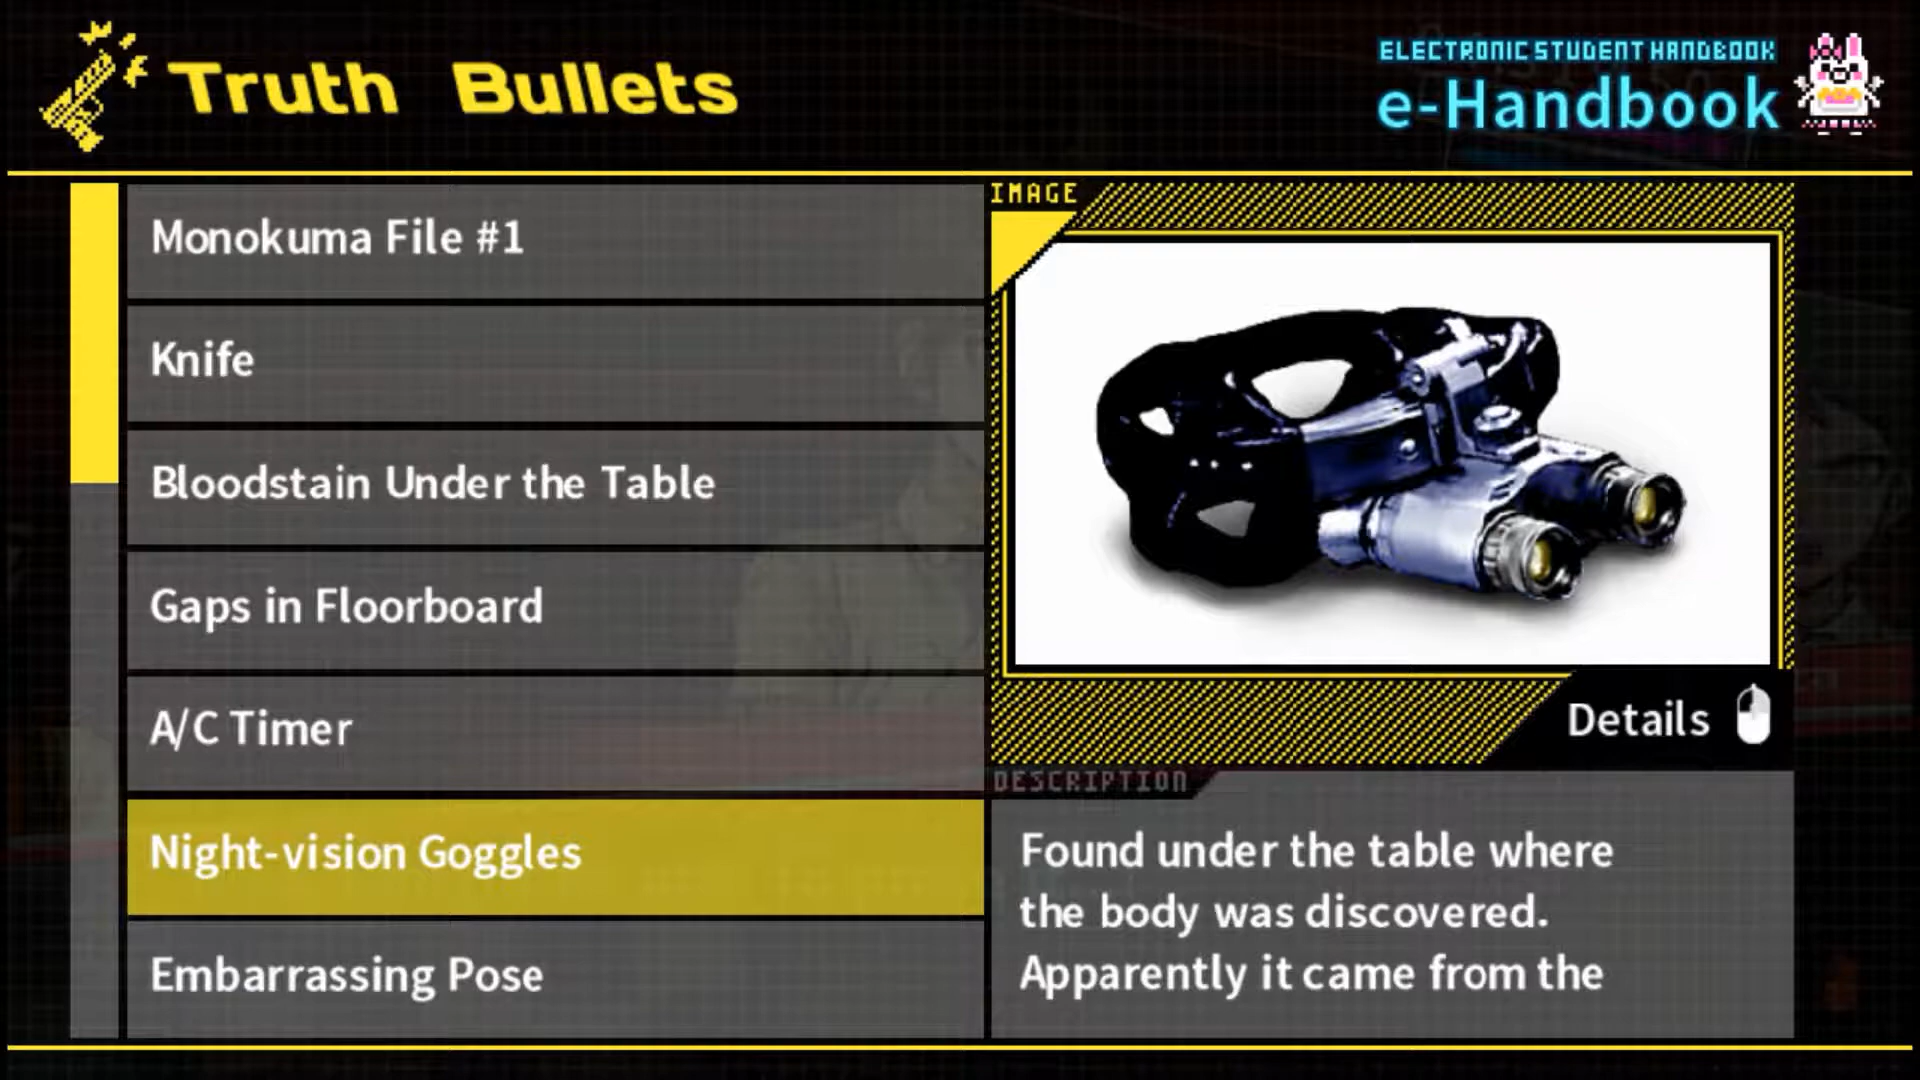 Truth Bullets
ELECTRONIC STUDENT HANDBOOK
e-Handbook
Monokuma File #1
Knife
Bloodstain Under the Table
Gaps in Floorboard
A/C Timer
Night-vision Goggles
Embarrassing Pose
IMAGE
Details
DESCRIPTION
Found under the table where
the body was discovered.
Apparently it came from the